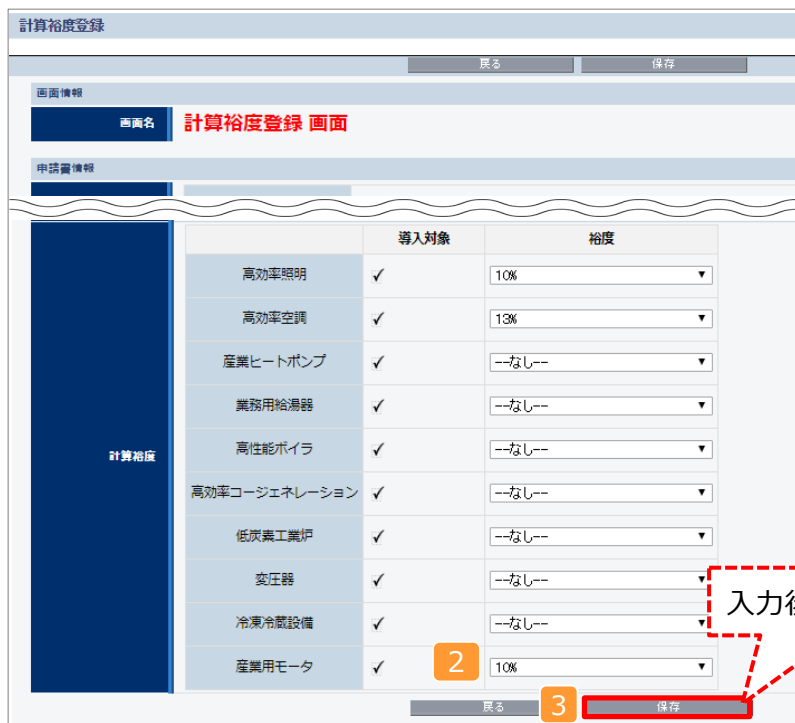 計算裕度登録
戻る 保存
画面情報
画面名 計算裕度登録 画面
申請書情報
導入対象 裕度
高効率照明 ✓ 10% ▼
高効率空調 ✓ 13% ▼
産業ヒートポンプ ✓ --なし-- ▼
業務用給湯器 ✓ --なし-- ▼
計算裕度 高性能ボイラ ✓ --なし-- ▼
高効率コージェネレーション ✓ --なし-- ▼
低炭素工業炉 ✓ --なし-- ▼
変圧器 ✓ --なし-- ▼
入力後
冷凍冷蔵設備 ✓ --なし-- ▼
産業用モータ ✓ 2 10% ▼
戻る 3 保存